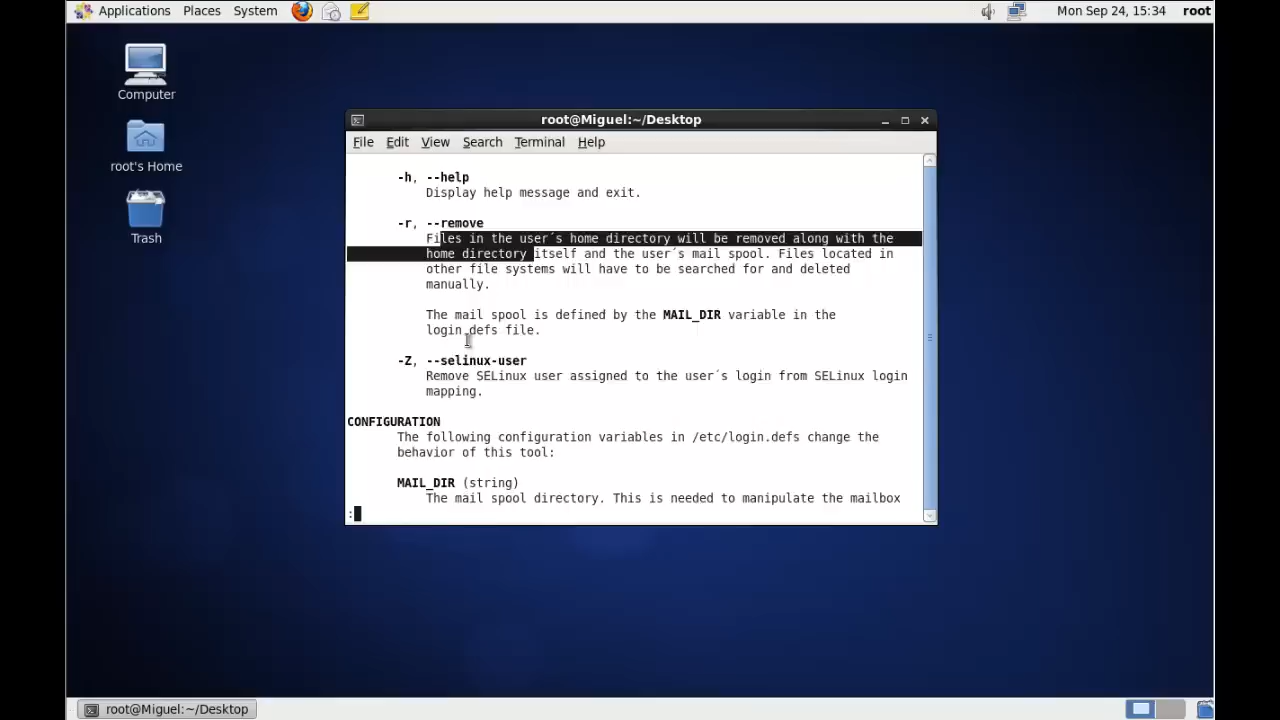 Applications Places System Mon Sep 24, 15:34 root
Computer
root's Home
Trash
root@Miguel:~/Desktop
File Edit View Search Terminal Help
-h, --help
Display help message and exit.
-r, --remove
Files in the user´s home directory will be removed along with the
home directory itself and the user´s mail spool. Files located in
other file systems will have to be searched for and deleted
manually.
The mail spool is defined by the MAIL_DIR variable in the
login.defs file.
-Z, --selinux-user
Remove SELinux user assigned to the user´s login from SELinux login
mapping.
CONFIGURATION
The following configuration variables in /etc/login.defs change the
behavior of this tool:
MAIL_DIR (string)
The mail spool directory. This is needed to manipulate the mailbox
:
root@Miguel:~/Desktop